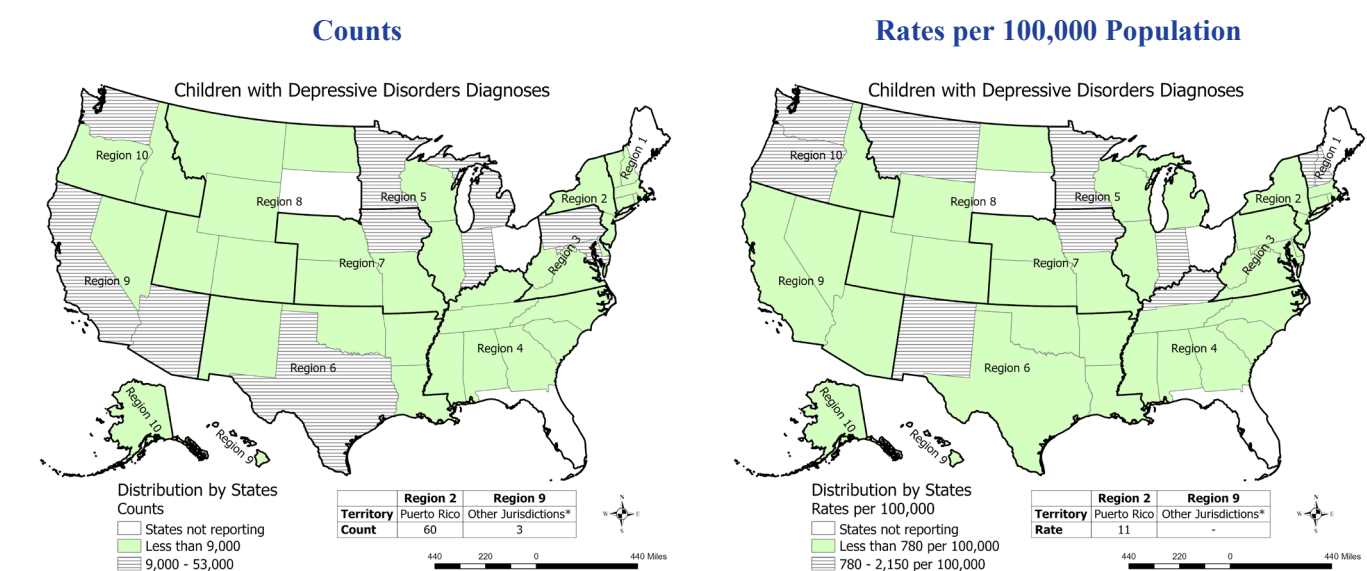 Counts
Children with Depressive Disorders Diagnoses
Region 1
Region 10
Region 2
Region 5
Region 8
Region 3
Region 7
Region 9
Region 4
Region 6
Region 10
Region 9
Distribution by States
Counts
States not reporting
Less than 9,000
9,000 - 53,000
Region 2 Region 9
Territory Puerto Rico Other Jurisdictions*
Count 60 3
N
W E
S
440 220 0 440 Miles
Rates per 100,000 Population
Children with Depressive Disorders Diagnoses
Region 1
Region 10
Region 2
Region 5
Region 8
Region 3
Region 7
Region 9
Region 4
Region 6
Region 10
Region 9
Distribution by States
Rates per 100,000
States not reporting
Less than 780 per 100,000
780 - 2,150 per 100,000
Region 2 Region 9
Territory Puerto Rico Other Jurisdictions*
Rate 11 -
N
W E
S
440 220 0 440 Miles